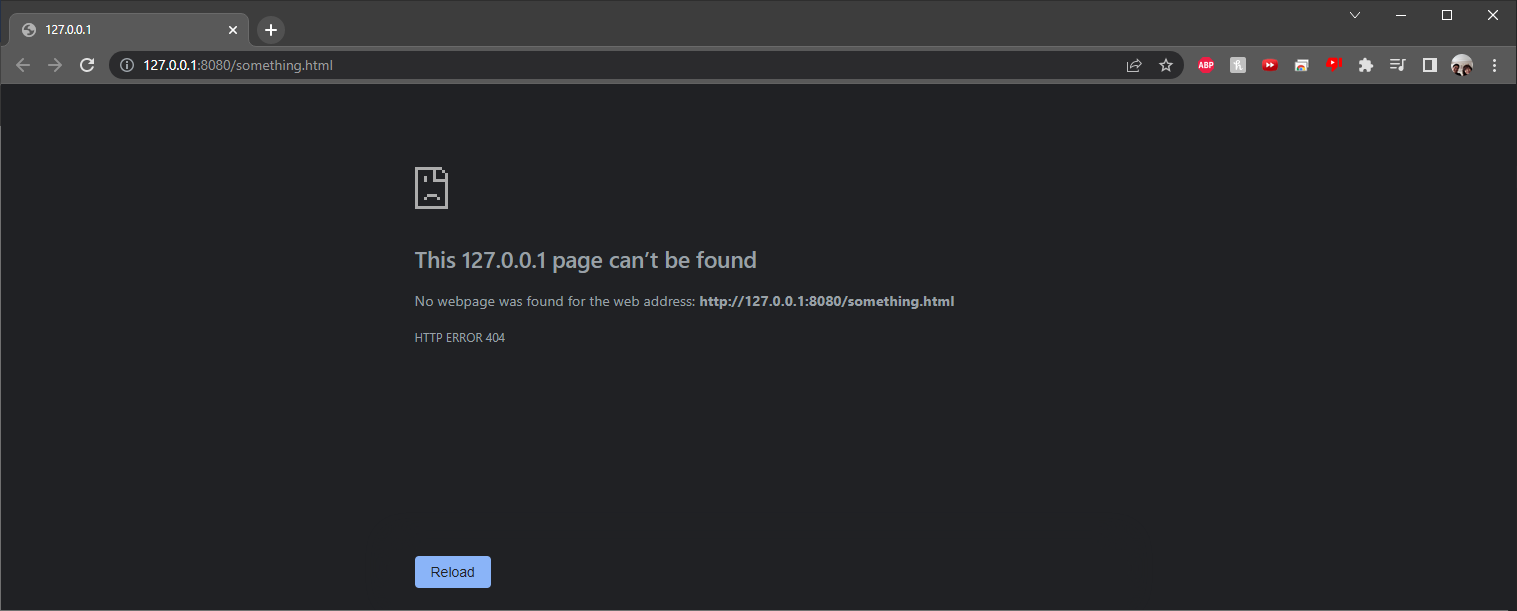 127.0.0.1
127.0.0.1:8080/something.html
ABP
This 127.0.0.1 page can’t be found
No webpage was found for the web address: http://127.0.0.1:8080/something.html
HTTP ERROR 404
Reload